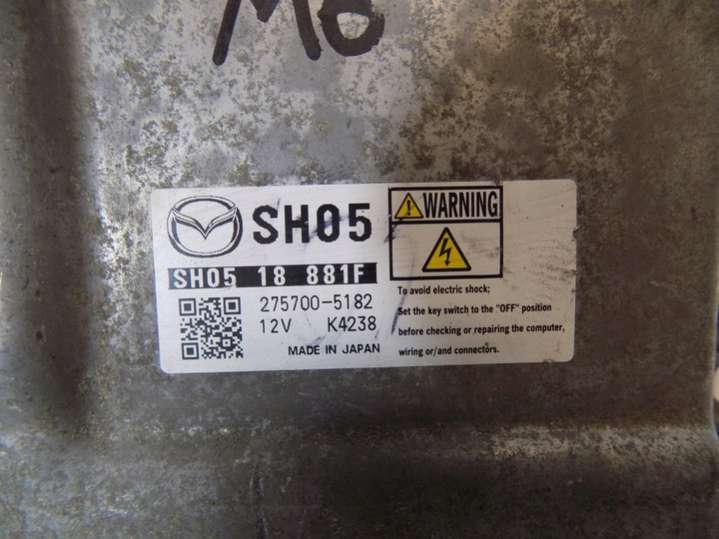 M6
SH05
SH05 18 881F
275700-5182
12V K4238
MADE IN JAPAN
WARNING
To avoid electric shock;
Set the key switch to the "OFF" position
before checking or repairing the computer,
wiring or/and connectors.